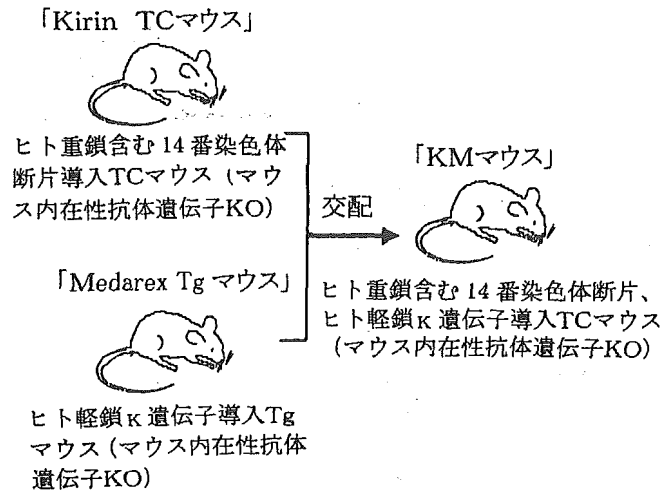 「Kirin TCマウス」
ヒト重鎖含む 14 番染色体
断片導入TCマウス（マウ
ス内在性抗体遺伝子KO）
「Medarex Tg マウス」
ヒト軽鎖κ遺伝子導入Tg
マウス（マウス内在性抗体
遺伝子KO）
交配
「KMマウス」
ヒト重鎖含む 14 番染色体断片、
ヒト軽鎖κ遺伝子導入TCマウス
（マウス内在性抗体遺伝子KO）